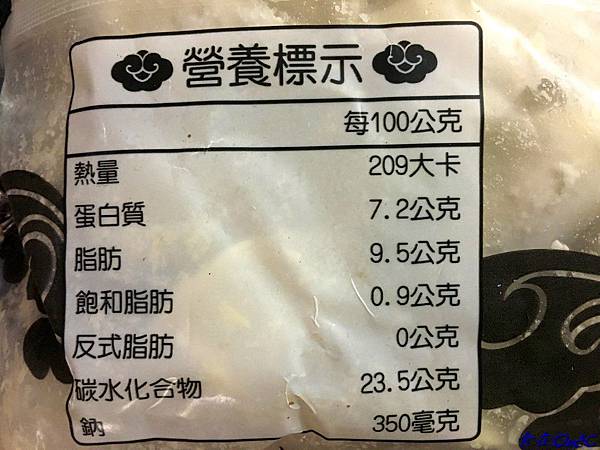 營養標示
每100公克
熱量 209大卡
蛋白質 7.2公克
脂肪 9.5公克
飽和脂肪 0.9公克
反式脂肪 0公克
碳水化合物 23.5公克
鈉 350毫克